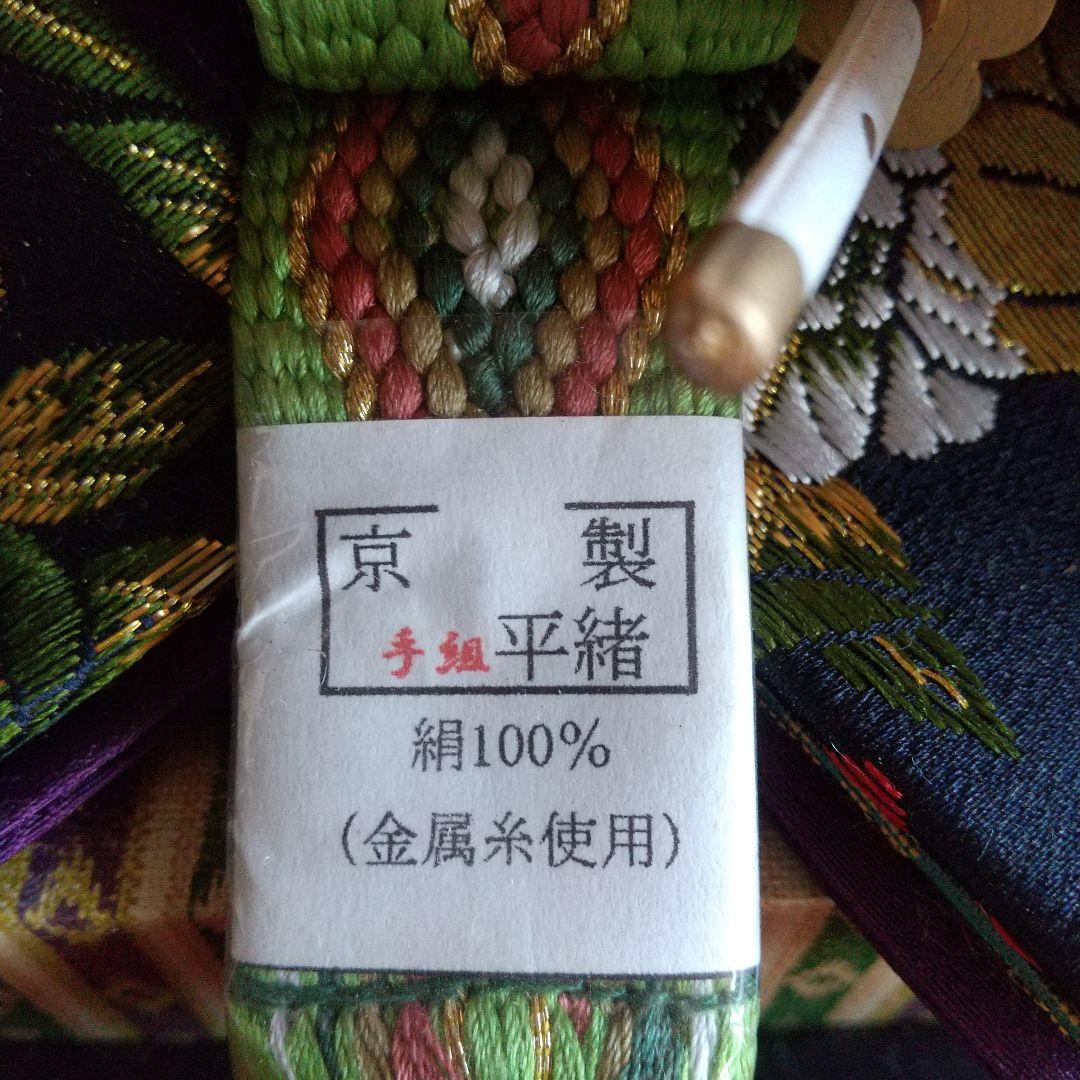 京 製
手組平緒
絹100%
(金属糸使用)